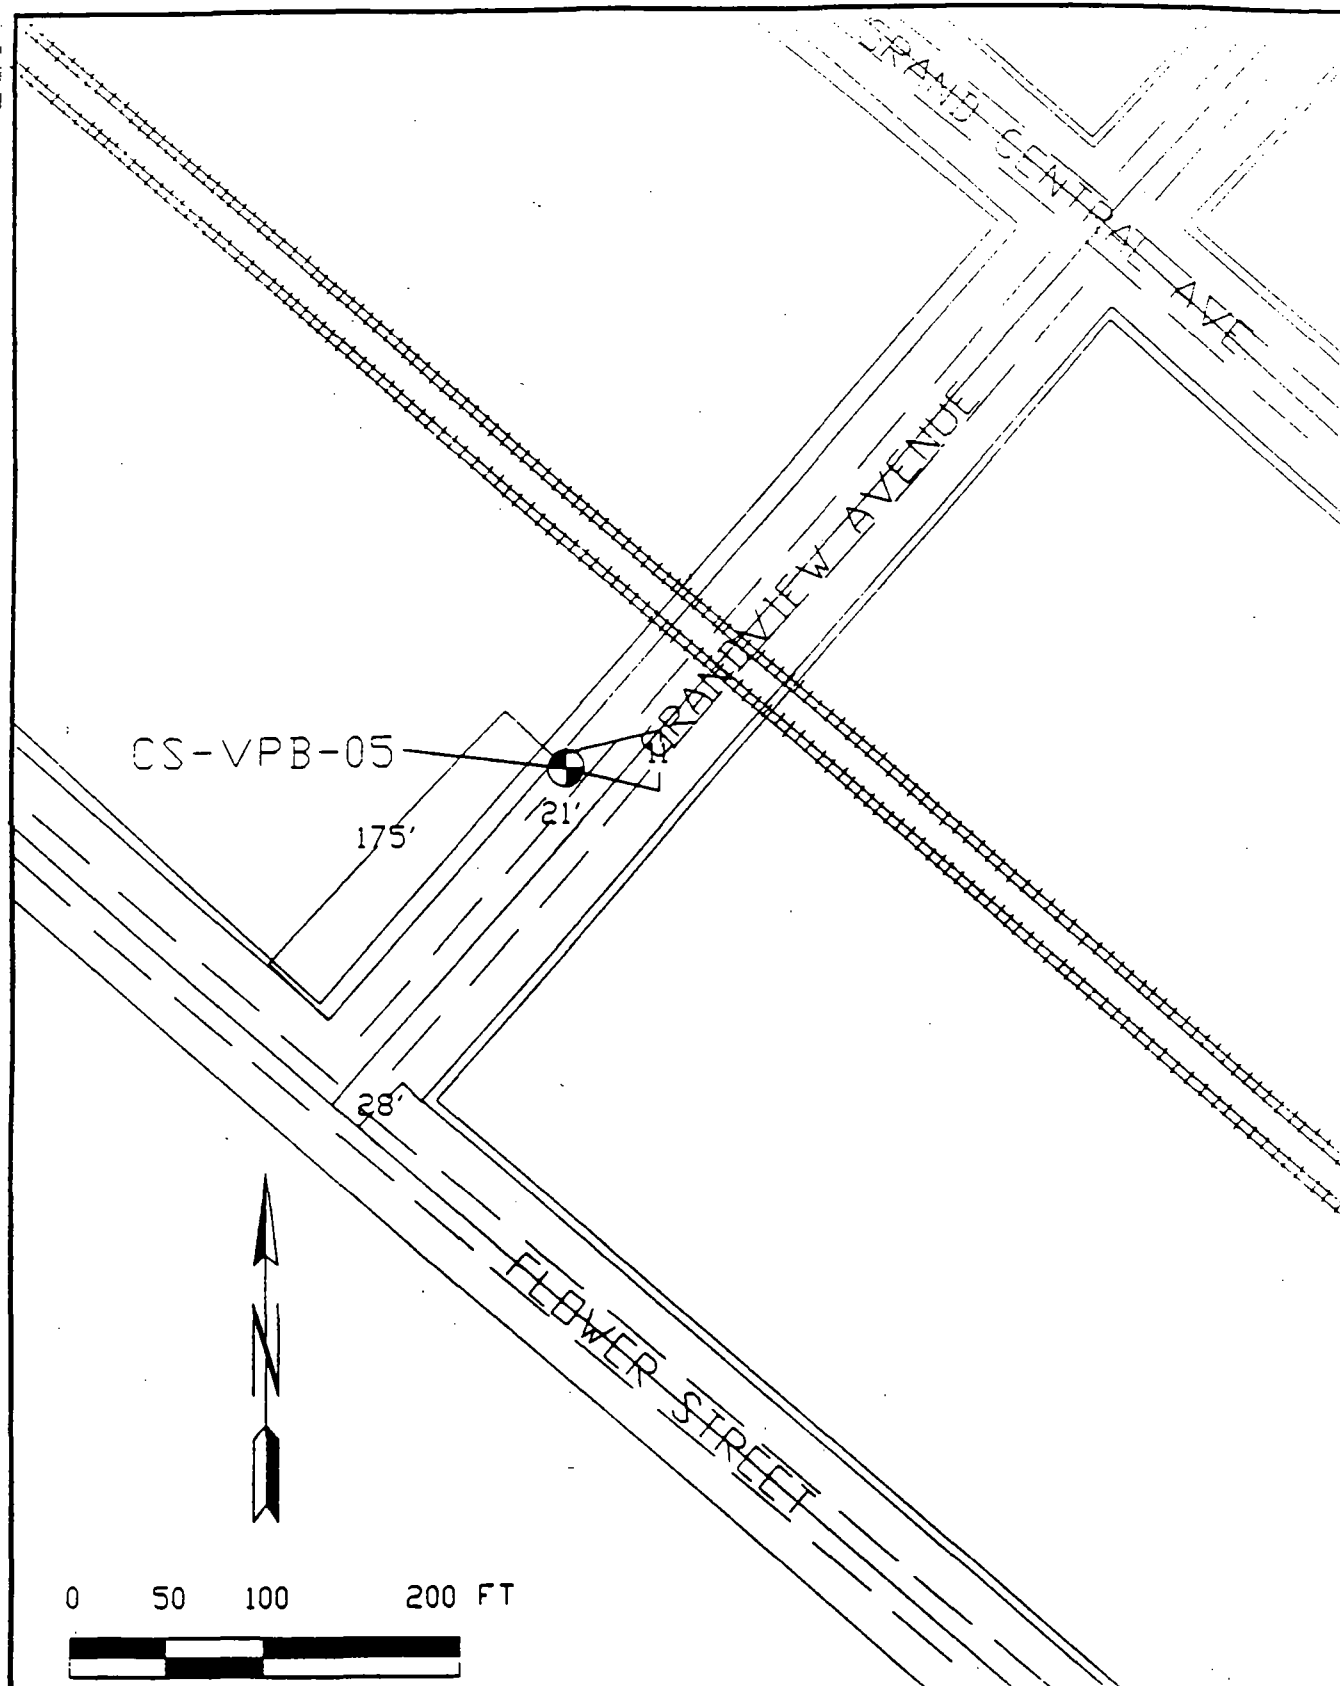 GRAND CENTRAL AVE
GRANDVIEW AVENUE
CS-VPB-05
21'
175'
28'
FLOWER STREET
N
0 50 100 200 FT